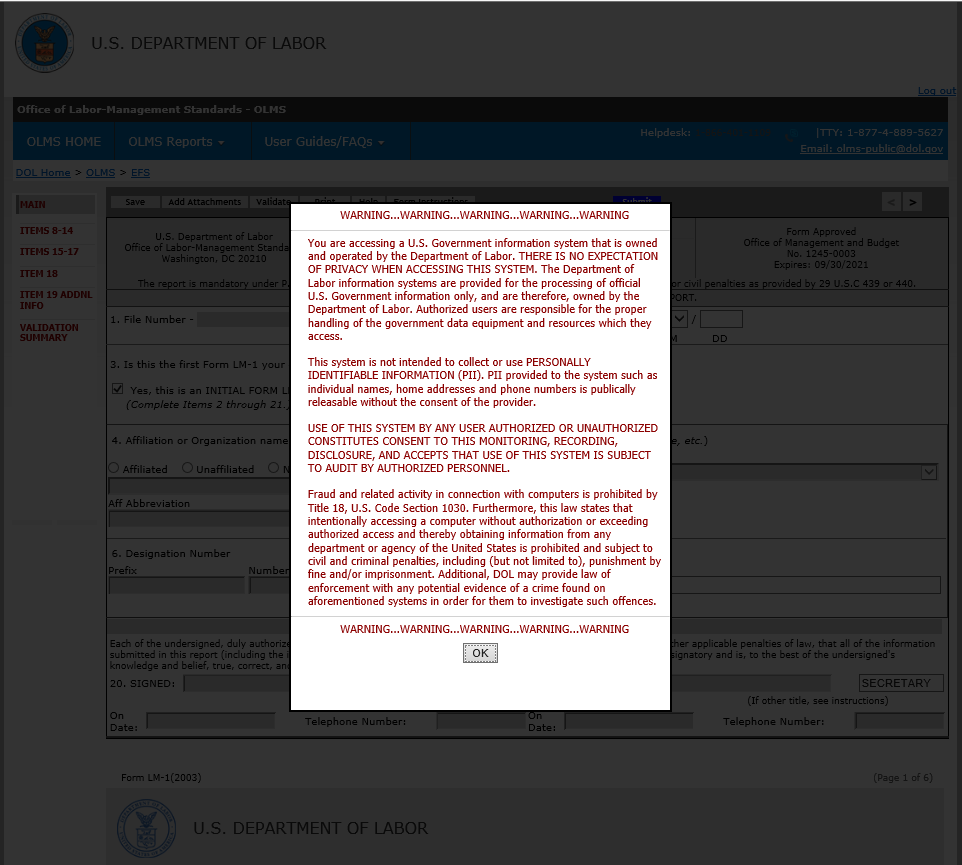 U.S. DEPARTMENT OF LABOR
Log out
Office of Labor-Management Standards - OLMS
OLMS HOME
OLMS Reports
User Guides/FAQs
Helpdesk:
|TTY: 1-877-4-889-5627
Email: olms-public@dol.gov
DOL Home > OLMS > EFS
MAIN
ITEMS 8-14
ITEMS 15-17
ITEM 18
ITEM 19 ADDNL
INFO
VALIDATION
SUMMARY
Save
Add Attachments
Validate
Print
Help
Form Instructions
Submit
<
>
U.S. Department of Labor
Office of Labor-Management Standa
Washington, DC 20210
Form Approved
Office of Management and Budget
No. 1245-0003
Expires: 09/30/2021
The report is mandatory under P.
or civil penalties as provided by 29 U.S.C 439 or 440.
PORT.
1. File Number -
/
M
DD
3. Is this the first Form LM-1 your
Yes, this is an INITIAL FORM L
(Complete Items 2 through 21.
4. Affiliation or Organization name
e, etc.)
Affiliated
Unaffiliated
N
Aff Abbreviation
6. Designation Number
Prefix
Number
Each of the undersigned, duly authorize
ther applicable penalties of law, that all of the information
submitted in this report (including the i
signatory and is, to the best of the undersigned's
knowledge and belief, true, correct, an
20. SIGNED:
SECRETARY
(If other title, see instructions)
On
Date:
Telephone Number:
On
Date:
Telephone Number:
WARNING...WARNING...WARNING...WARNING...WARNING
You are accessing a U.S. Government information system that is owned
and operated by the Department of Labor. THERE IS NO EXPECTATION
OF PRIVACY WHEN ACCESSING THIS SYSTEM. The Department of
Labor information systems are provided for the processing of official
U.S. Government information only, and are therefore, owned by the
Department of Labor. Authorized users are responsible for the proper
handling of the government data equipment and resources which they
access.
This system is not intended to collect or use PERSONALLY
IDENTIFIABLE INFORMATION (PII). PII provided to the system such as
individual names, home addresses and phone numbers is publically
releasable without the consent of the provider.
USE OF THIS SYSTEM BY ANY USER AUTHORIZED OR UNAUTHORIZED
CONSTITUTES CONSENT TO THIS MONITORING, RECORDING,
DISCLOSURE, AND ACCEPTS THAT USE OF THIS SYSTEM IS SUBJECT
TO AUDIT BY AUTHORIZED PERSONNEL.
Fraud and related activity in connection with computers is prohibited by
Title 18, U.S. Code Section 1030. Furthermore, this law states that
intentionally accessing a computer without authorization or exceeding
authorized access and thereby obtaining information from any
department or agency of the United States is prohibited and subject to
civil and criminal penalties, including (but not limited to), punishment by
fine and/or imprisonment. Additional, DOL may provide law of
enforcement with any potential evidence of a crime found on
aforementioned systems in order for them to investigate such offences.
WARNING...WARNING...WARNING...WARNING...WARNING
OK
Form LM-1(2003)
(Page 1 of 6)
U.S. DEPARTMENT OF LABOR